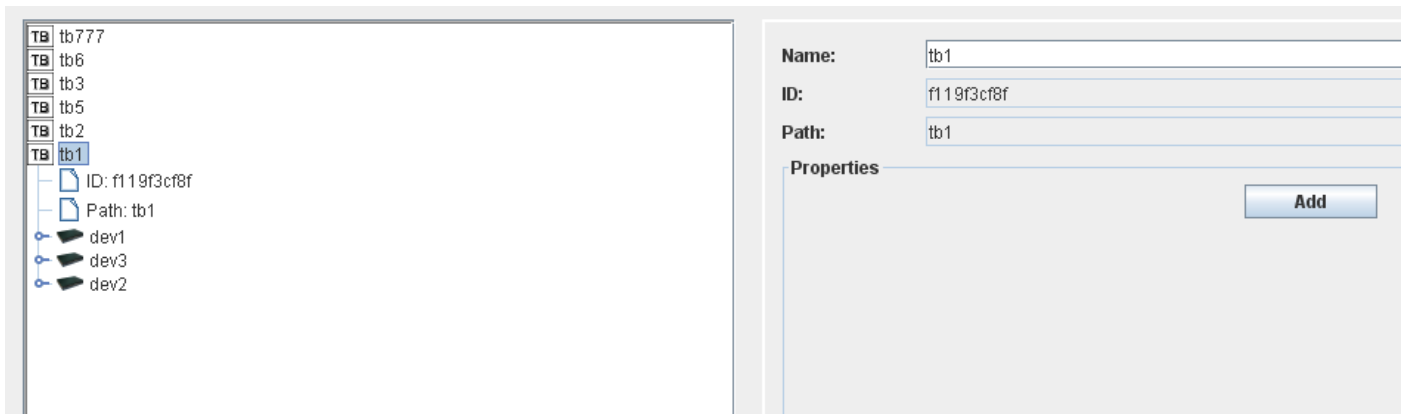 TB tb777
TB tb6
TB tb3
TB tb5
TB tb2
TB tb1
ID: f119f3cf8f
Path: tb1
dev1
dev3
dev2
Name: tb1
ID: f119f3cf8f
Path: tb1
Properties
Add